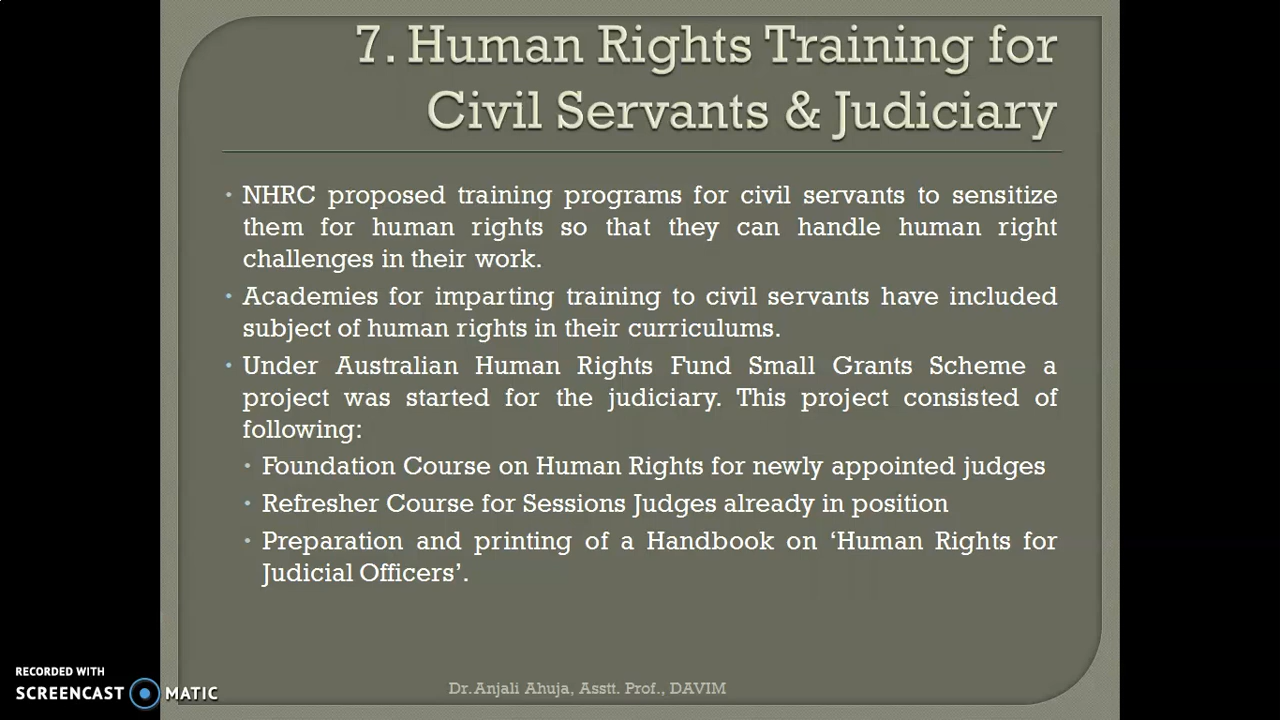 7. Human Rights Training for
Civil Servants & Judiciary
• NHRC proposed training programs for civil servants to sensitize
them for human rights so that they can handle human right
challenges in their work.
• Academies for imparting training to civil servants have included
subject of human rights in their curriculums.
• Under Australian Human Rights Fund Small Grants Scheme a
project was started for the judiciary. This project consisted of
following:
• Foundation Course on Human Rights for newly appointed judges
• Refresher Course for Sessions Judges already in position
• Preparation and printing of a Handbook on ‘Human Rights for
Judicial Officers’.
Dr. Anjali Ahuja, Asstt. Prof., DAVIM
RECORDED WITH
SCREENCAST MATIC